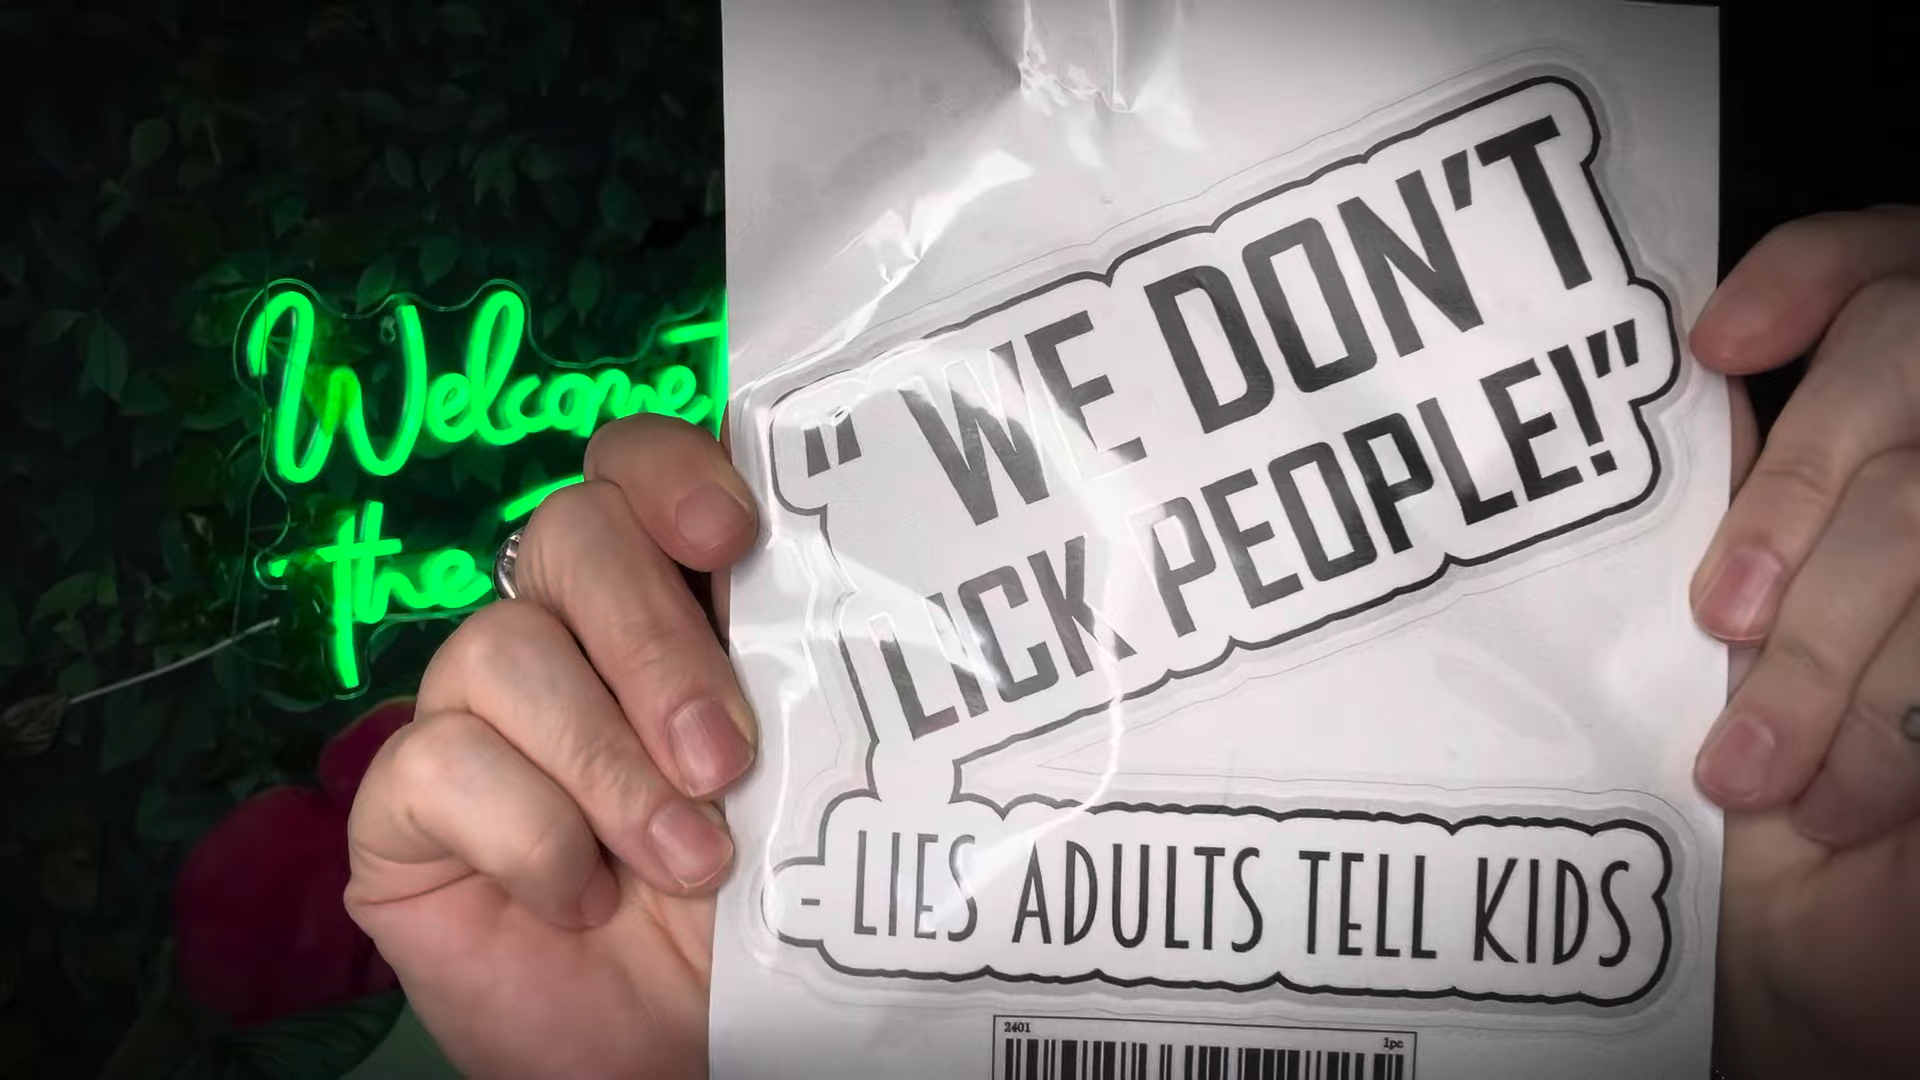 Welcome
the
“WE DON’T
LICK PEOPLE!”
- LIES ADULTS TELL KIDS
2401
1pc